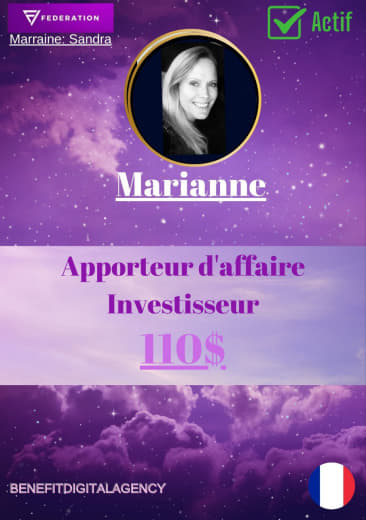 FEDERATION
Marraine: Sandra
Actif
Marianne
Apporteur d'affaire
Investisseur
110$
BENEFITDIGITALAGENCY